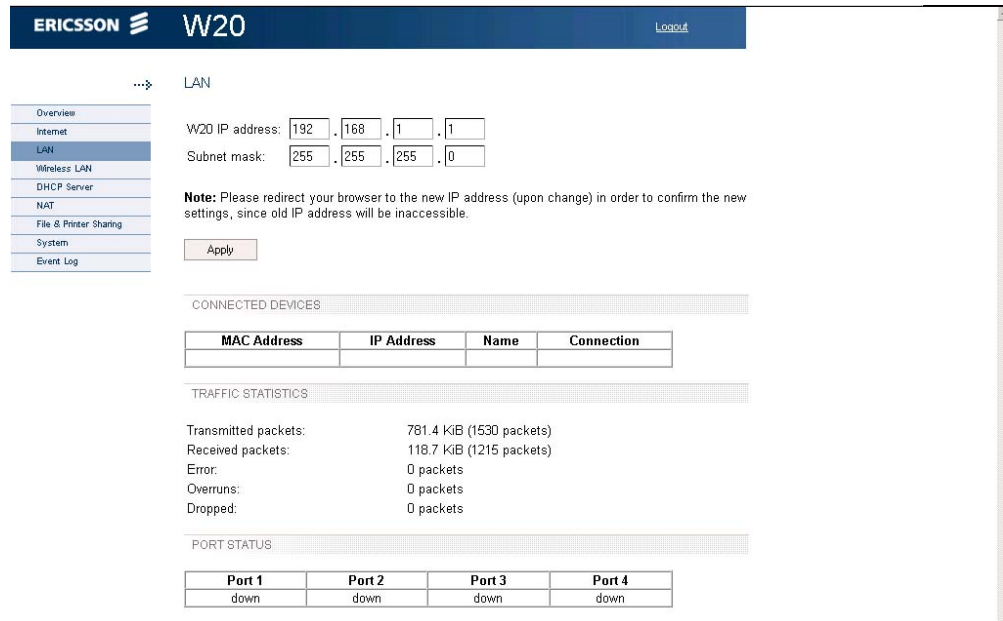 ERICSSON W20 Logout
LAN
Overview
Internet
LAN
Wireless LAN
DHCP Server
NAT
File & Printer Sharing
System
Event Log
W20 IP address: 192 . 168 . 1 . 1
Subnet mask: 255 . 255 . 255 . 0
Note: Please redirect your browser to the new IP address (upon change) in order to confirm the new
settings, since old IP address will be inaccessible.
Apply
CONNECTED DEVICES
MAC Address IP Address Name Connection
TRAFFIC STATISTICS
Transmitted packets: 781.4 KiB (1530 packets)
Received packets: 118.7 KiB (1215 packets)
Error: 0 packets
Overruns: 0 packets
Dropped: 0 packets
PORT STATUS
Port 1 Port 2 Port 3 Port 4
down down down down